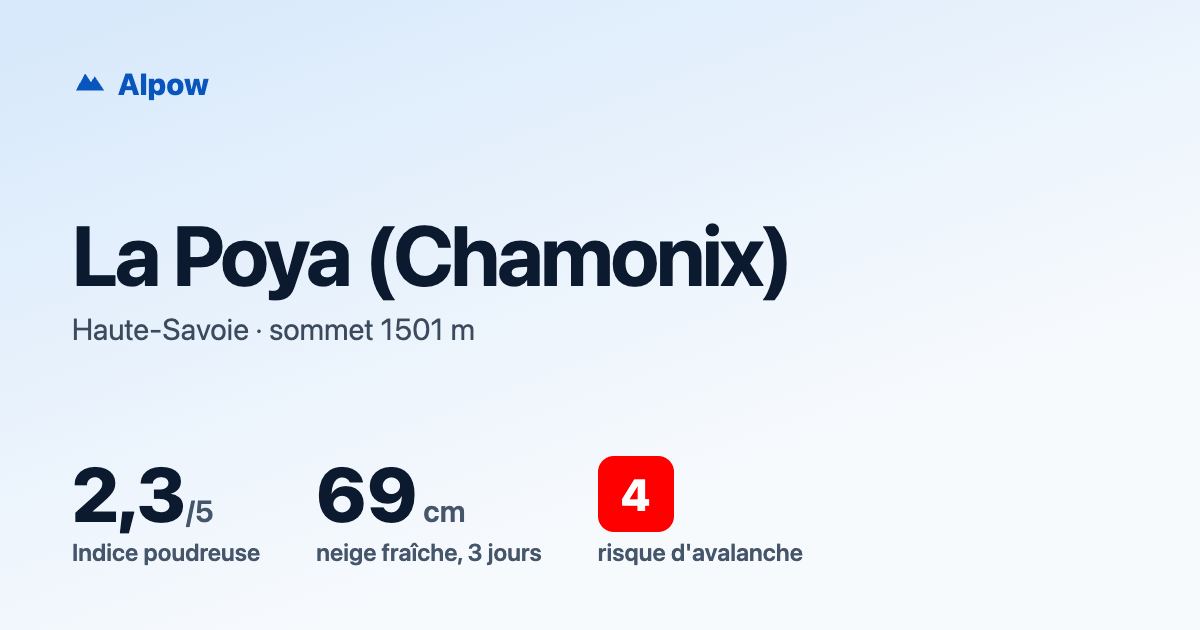 Alpow
La Poya (Chamonix)
Haute-Savoie · sommet 1501 m
2,3/5
Indice poudreuse
69 cm
neige fraîche, 3 jours
4
risque d'avalanche